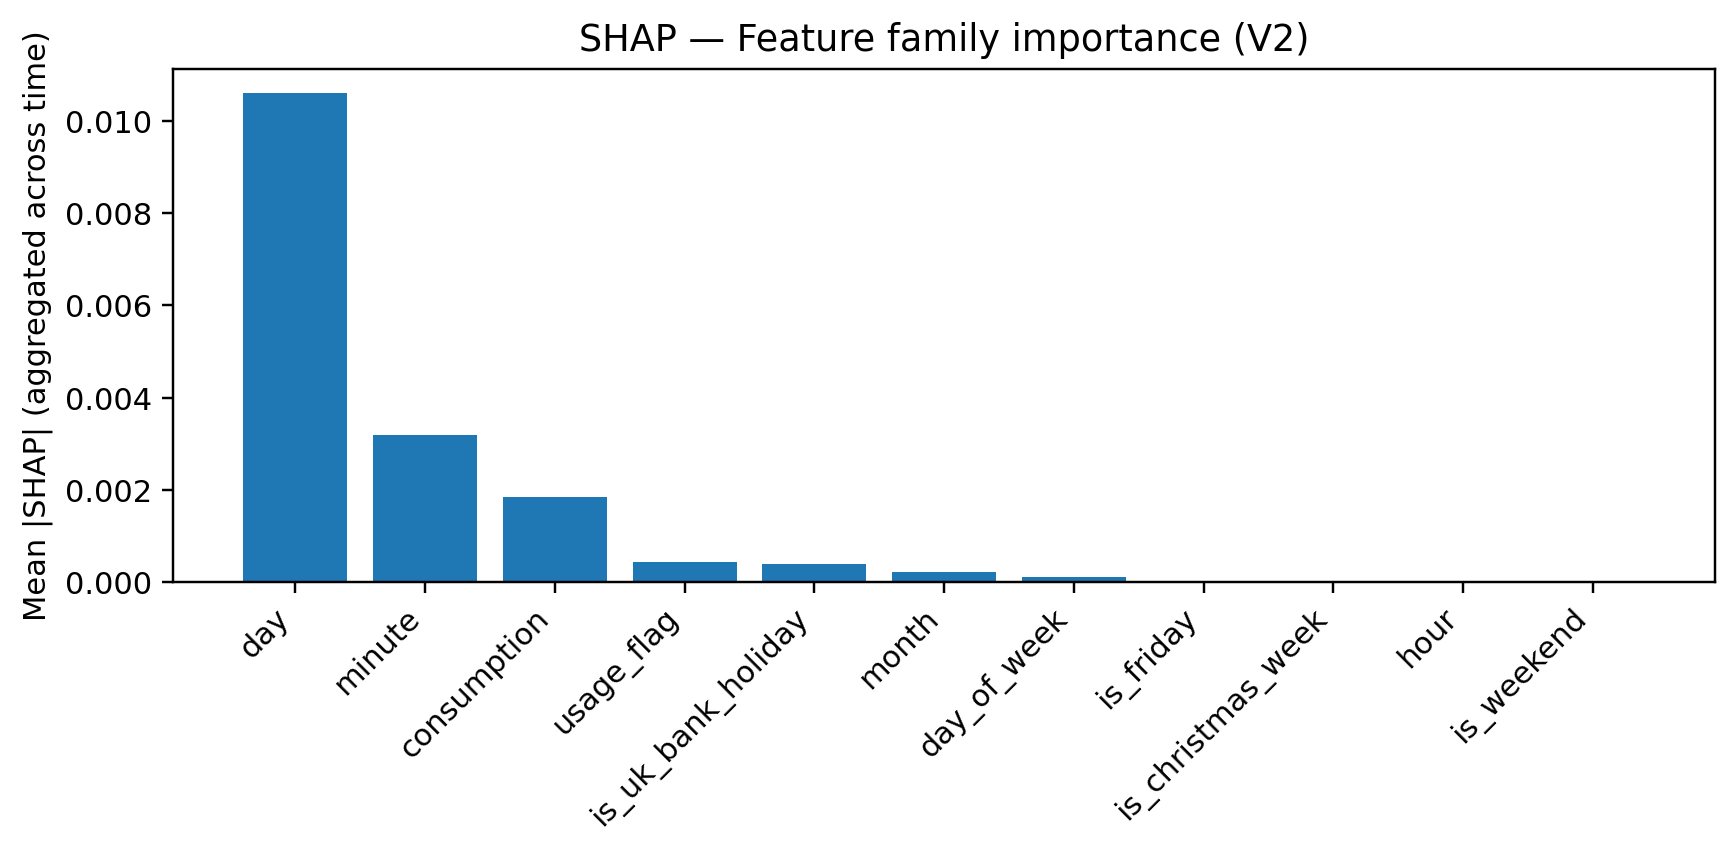 SHAP — Feature family importance (V2)
Mean |SHAP| (aggregated across time)
0.010
0.008
0.006
0.004
0.002
0.000
day
minute
consumption
usage_flag
is_uk_bank_holiday
month
day_of_week
is_friday
is_christmas_week
hour
is_weekend